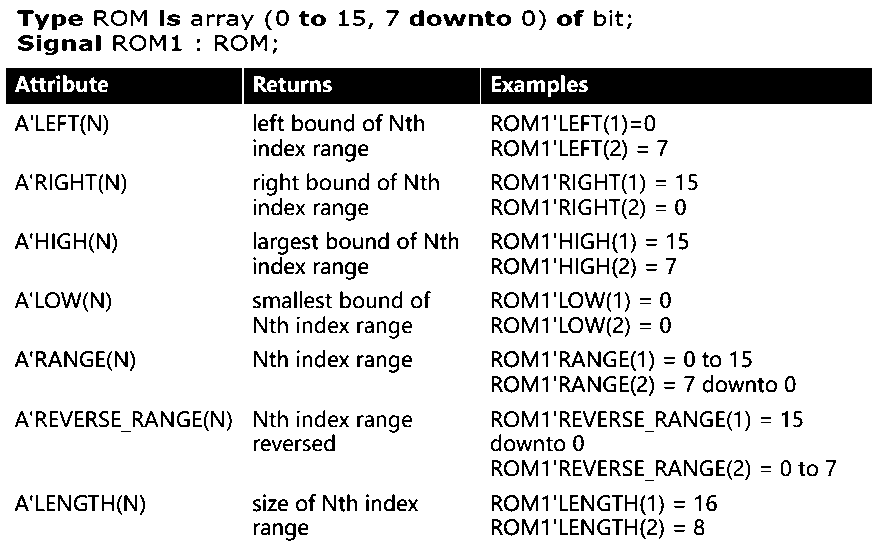 Type ROM Is array (0 to 15, 7 downto 0) of bit;
Signal ROM1 : ROM;
Attribute Returns Examples
A'LEFT(N) left bound of Nth ROM1'LEFT(1)=0
index range ROM1'LEFT(2) = 7
A'RIGHT(N) right bound of Nth ROM1'RIGHT(1) = 15
index range ROM1'RIGHT(2) = 0
A'HIGH(N) largest bound of Nth ROM1'HIGH(1) = 15
index range ROM1'HIGH(2) = 7
A'LOW(N) smallest bound of ROM1'LOW(1) = 0
Nth index range ROM1'LOW(2) = 0
A'RANGE(N) Nth index range ROM1'RANGE(1) = 0 to 15
ROM1'RANGE(2) = 7 downto 0
A'REVERSE_RANGE(N) Nth index range ROM1'REVERSE_RANGE(1) = 15
reversed downto 0
ROM1'REVERSE_RANGE(2) = 0 to 7
A'LENGTH(N) size of Nth index ROM1'LENGTH(1) = 16
range ROM1'LENGTH(2) = 8